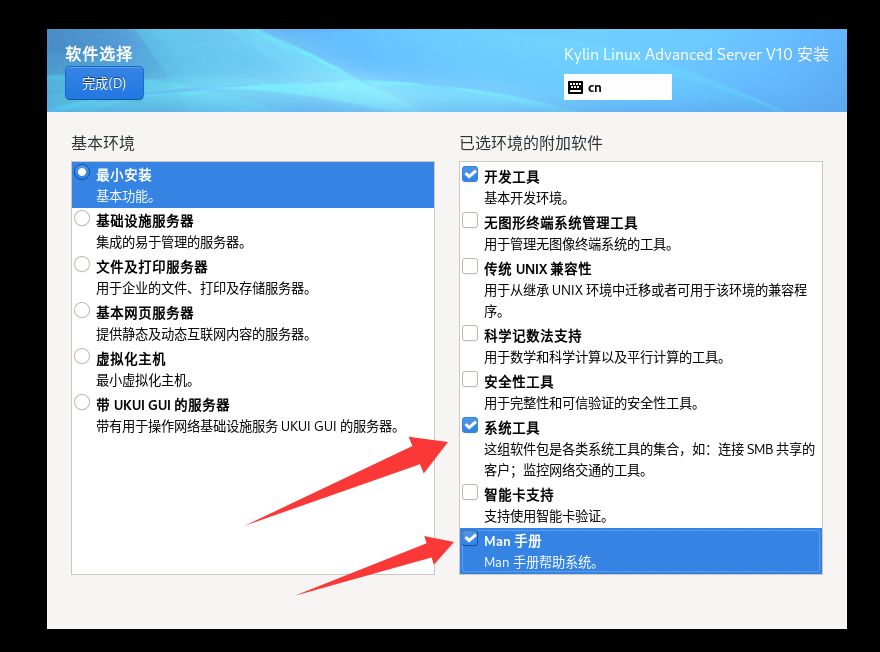 软件选择
Kylin Linux Advanced Server V10 安装
完成(D)
cn
基本环境
最小安装
基本功能。
基础设施服务器
集成的易于管理的服务器。
文件及打印服务器
用于企业的文件、打印及存储服务器。
基本网页服务器
提供静态及动态互联网内容的服务器。
虚拟化主机
最小虚拟化主机。
带 UKUI GUI 的服务器
带有用于操作网络基础设施服务 UKUI GUI 的服务器。
已选环境的附加软件
开发工具
基本开发环境。
无图形终端系统管理工具
用于管理无图像终端系统的工具。
传统 UNIX 兼容性
用于从继承 UNIX 环境中迁移或者可用于该环境的兼容程
序。
科学记数法支持
用于数学和科学计算以及平行计算的工具。
安全性工具
用于完整性和可信验证的安全性工具。
系统工具
这组软件包是各类系统工具的集合，如：连接 SMB 共享的
客户；监控网络交通的工具。
智能卡支持
支持使用智能卡验证。
Man 手册
Man 手册帮助系统。